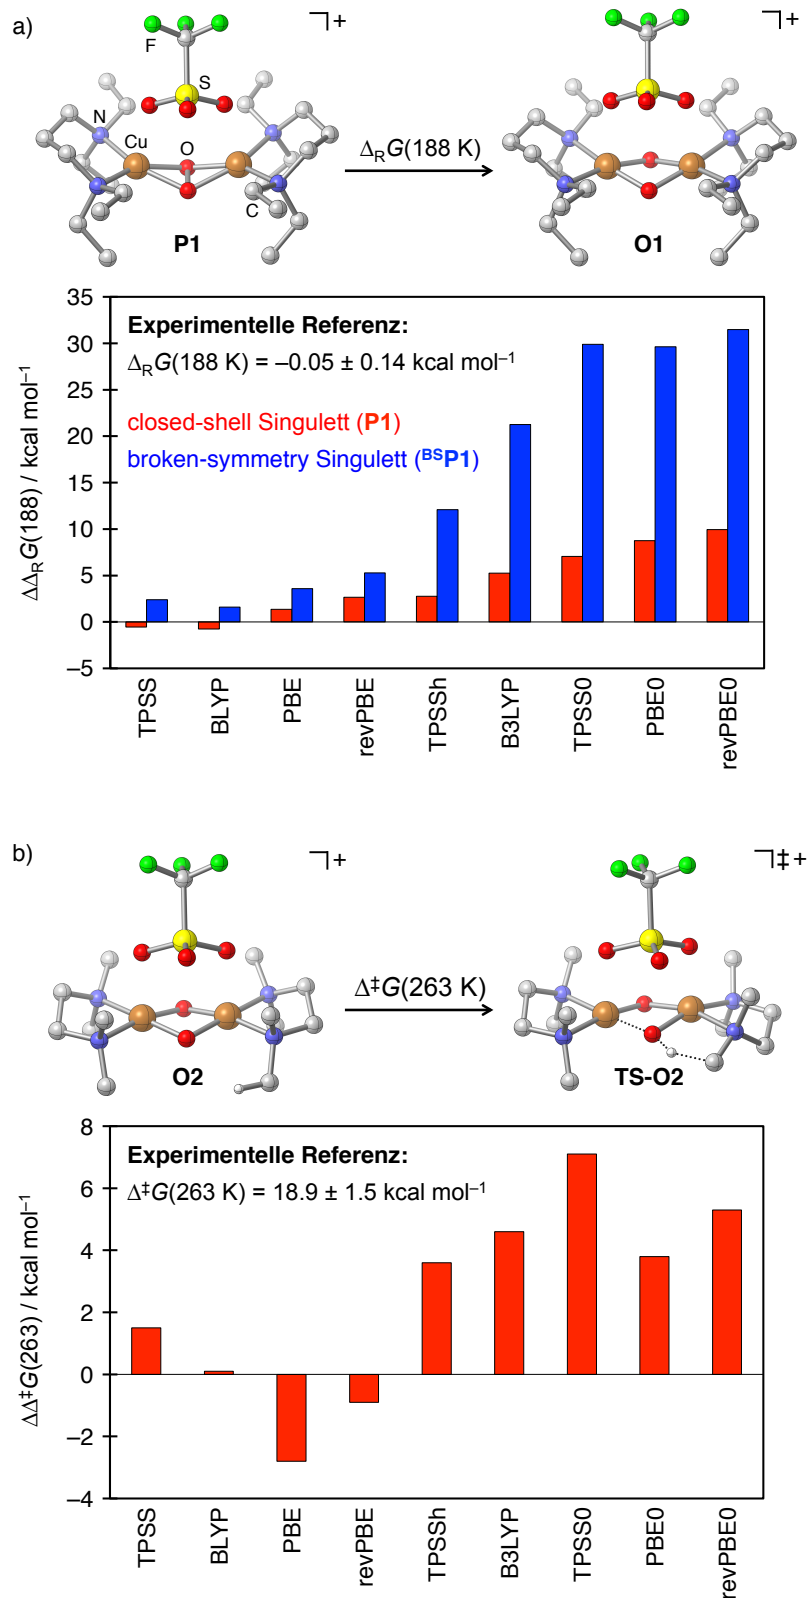 a)
┐+
┐+
F
S
N
Cu
O
C
Δ_RG(188 K)
P1
O1
35
30
25
20
15
10
5
0
–5
ΔΔ_RG(188) / kcal mol⁻¹
Experimentelle Referenz:
Δ_RG(188 K) = –0.05 ± 0.14 kcal mol⁻¹
closed-shell Singulett (P1)
broken-symmetry Singulett (ᴮˢP1)
TPSS
BLYP
PBE
revPBE
TPSSh
B3LYP
TPSS0
PBE0
revPBE0
b)
┐+
┐‡+
Δ‡G(263 K)
O2
TS-O2
8
6
4
2
0
–2
–4
ΔΔ‡G(263) / kcal mol⁻¹
Experimentelle Referenz:
Δ‡G(263 K) = 18.9 ± 1.5 kcal mol⁻¹
TPSS
BLYP
PBE
revPBE
TPSSh
B3LYP
TPSS0
PBE0
revPBE0